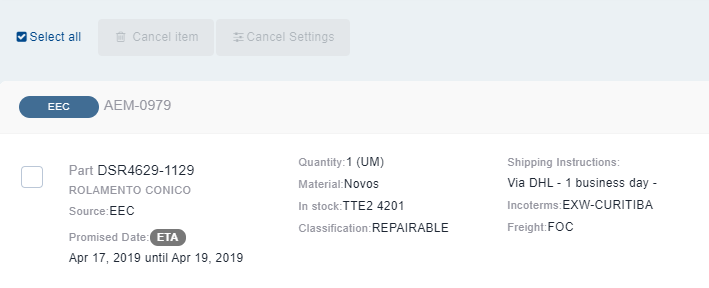 Select all
Cancel item
Cancel Settings
EEC AEM-0979
Part DSR4629-1129
ROLAMENTO CONICO
Source:EEC
Promised Date: ETA
Apr 17, 2019 until Apr 19, 2019
Quantity:1 (UM)
Material:Novos
In stock:TTE2 4201
Classification:REPAIRABLE
Shipping Instructions:
Via DHL - 1 business day -
Incoterms:EXW-CURITIBA
Freight:FOC